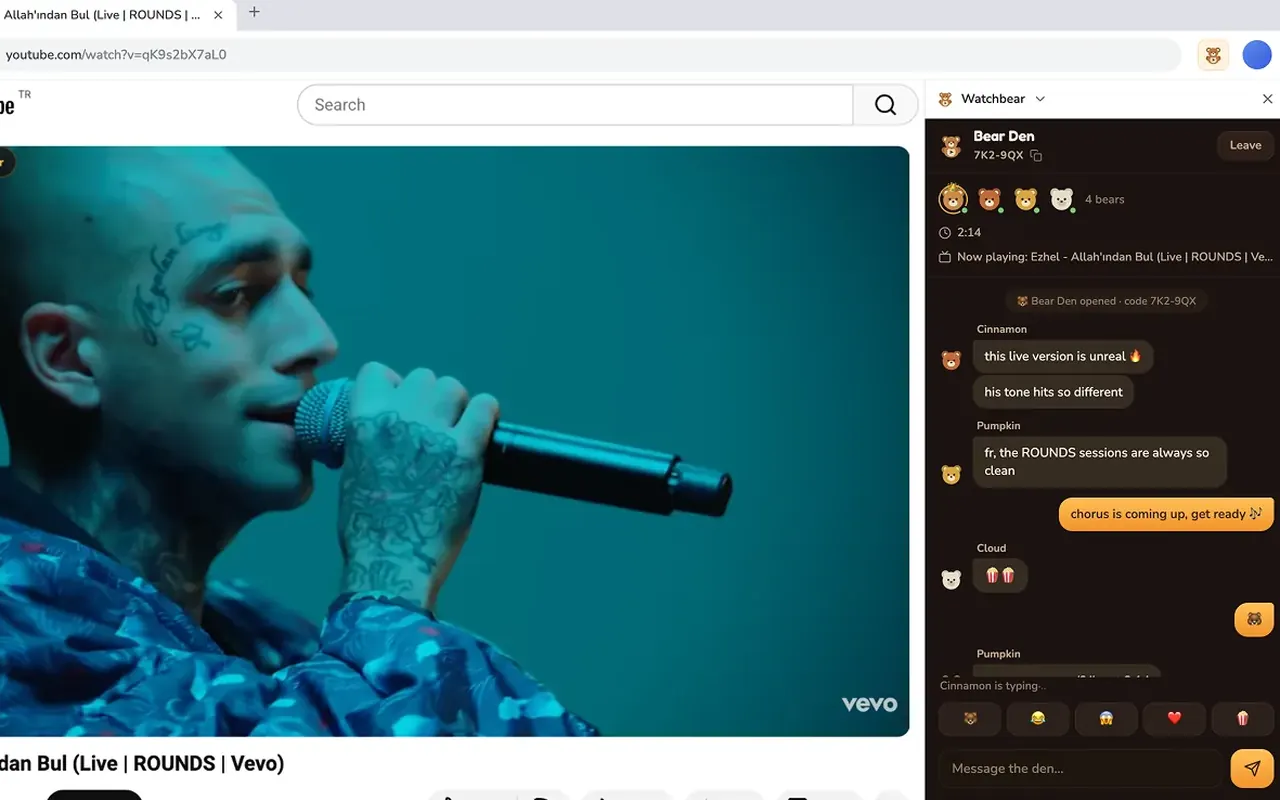 Allah'ından Bul (Live | ROUNDS | ...
youtube.com/watch?v=qK9s2bX7aL0
TR
Search
Watchbear
Bear Den
7K2-9QX
Leave
4 bears
2:14
Now playing: Ezhel - Allah'ından Bul (Live | ROUNDS | Ve...
🐻 Bear Den opened · code 7K2-9QX
Cinnamon
this live version is unreal 🔥
his tone hits so different
Pumpkin
fr, the ROUNDS sessions are always so
clean
chorus is coming up, get ready 🎶
Cloud
🍿🍿
🐻
Pumpkin
Cinnamon is typing...
🐻 😂 😱 ❤️ 🍿
Message the den...
vevo
dan Bul (Live | ROUNDS | Vevo)